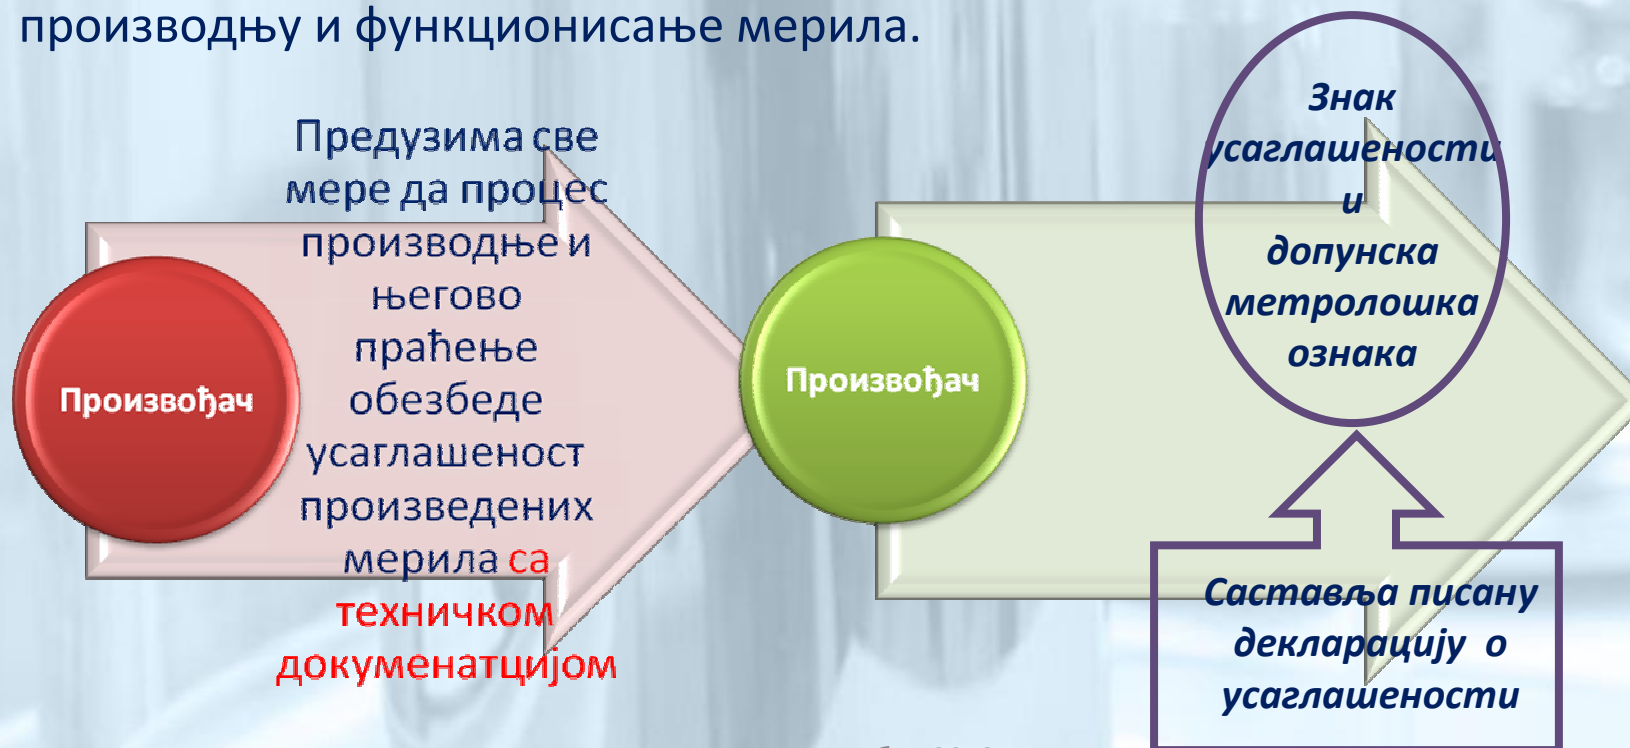 производњу и функционисање мерила.
Предузима све
мере да процес
производње и
његово
праћење
обезбеде
усаглашеност
произведених
мерила са
техничком
докуменатцијом
Произвођач
Произвођач
Знак
усаглашености
и
допунска
метролошка
ознака
Саставља писану
декларацију о
усаглашености